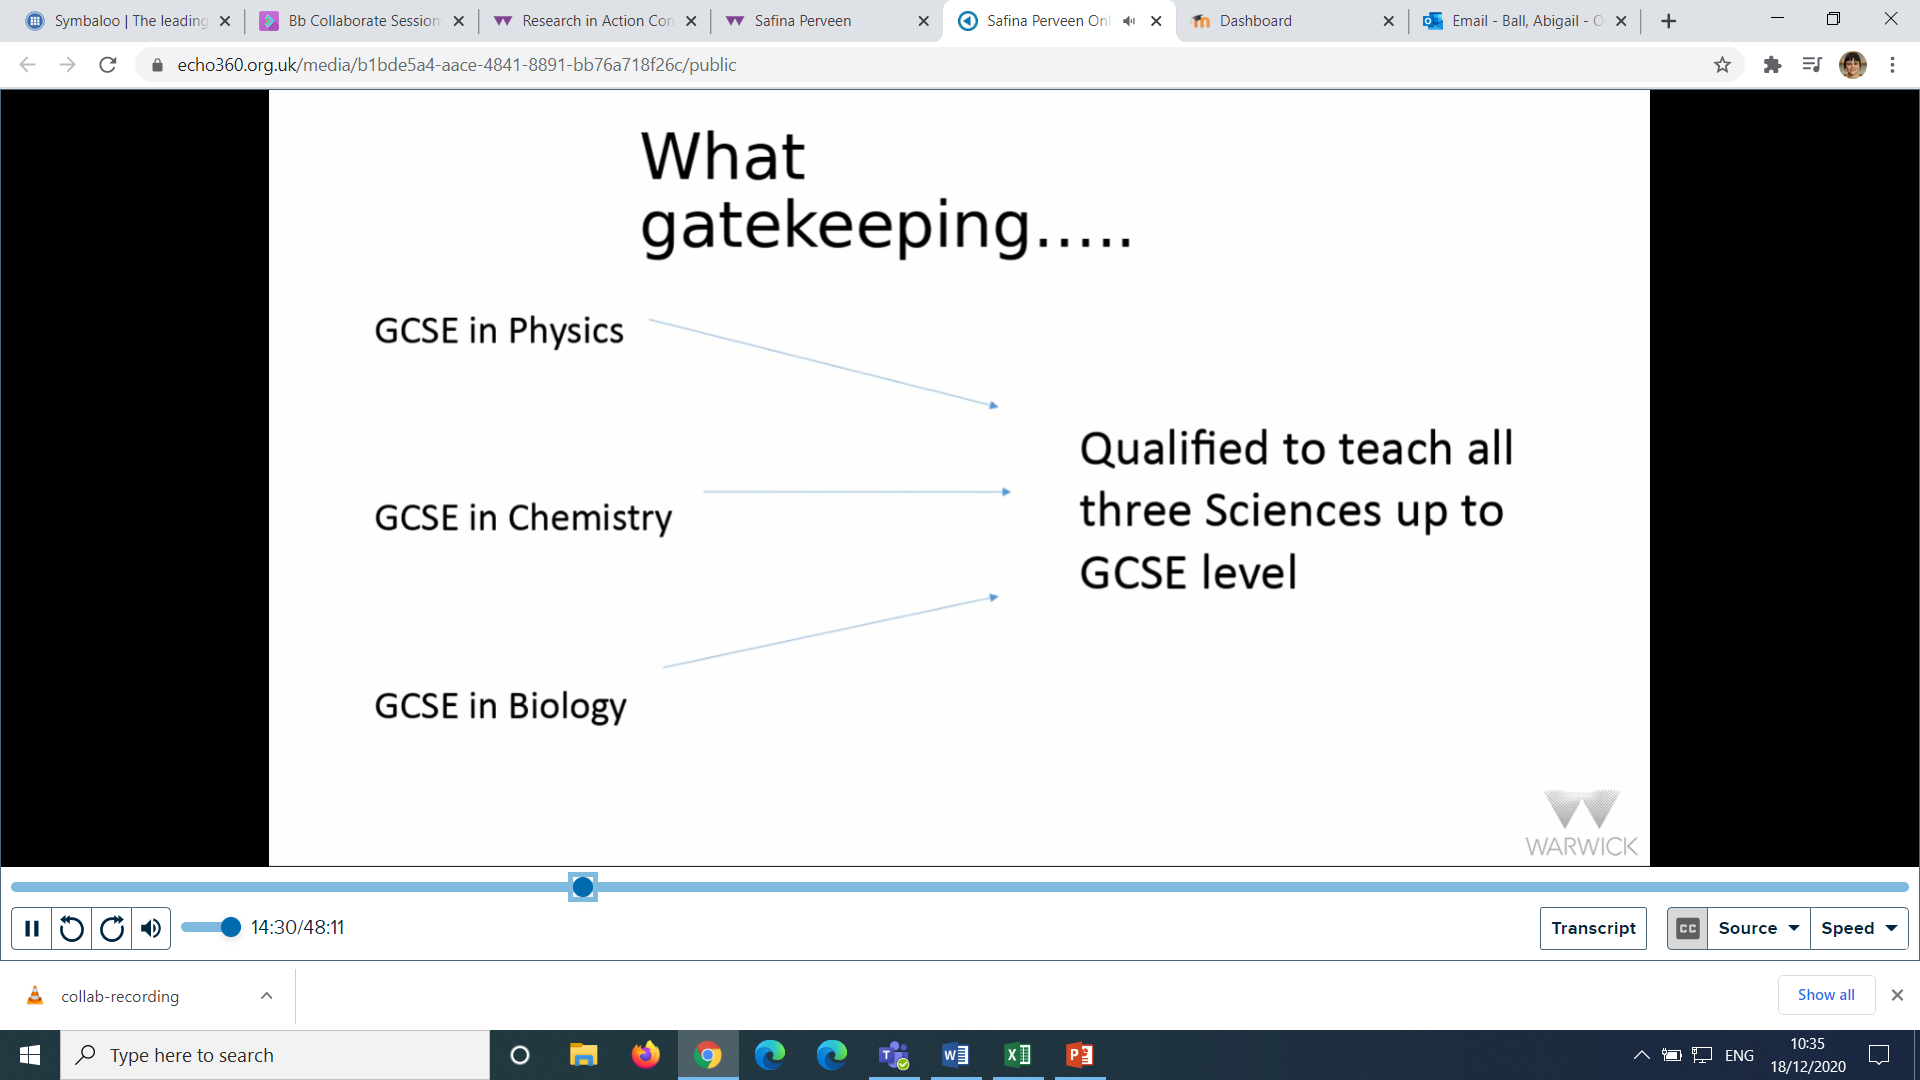 Symbaloo | The leading
Bb Collaborate Session
Research in Action Con
Safina Perveen
Safina Perveen Onl
Dashboard
Email - Ball, Abigail - O
echo360.org.uk/media/b1bde5a4-aace-4841-8891-bb76a718f26c/public
What
gatekeeping.....
GCSE in Physics
GCSE in Chemistry
GCSE in Biology
Qualified to teach all
three Sciences up to
GCSE level
WARWICK
14:30/48:11
Transcript
CC
Source
Speed
collab-recording
Show all
Type here to search
ENG
10:35
18/12/2020